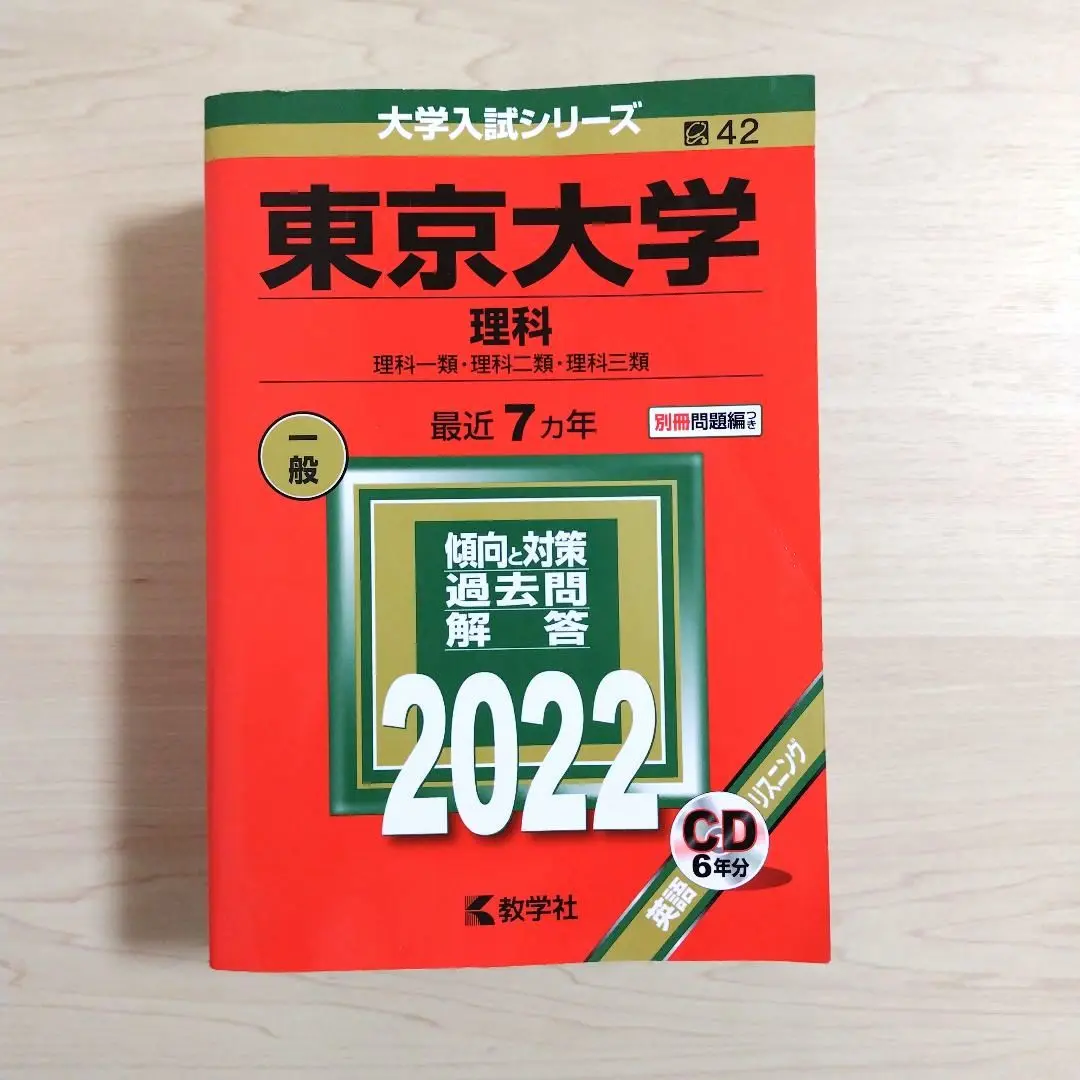 大学入試シリーズ
42
東京大学
理科
理科一類・理科二類・理科三類
最近7カ年
別冊問題編つき
一般
傾向と対策
過去問
解答
2022
英語リスニング
CD
6年分
教学社